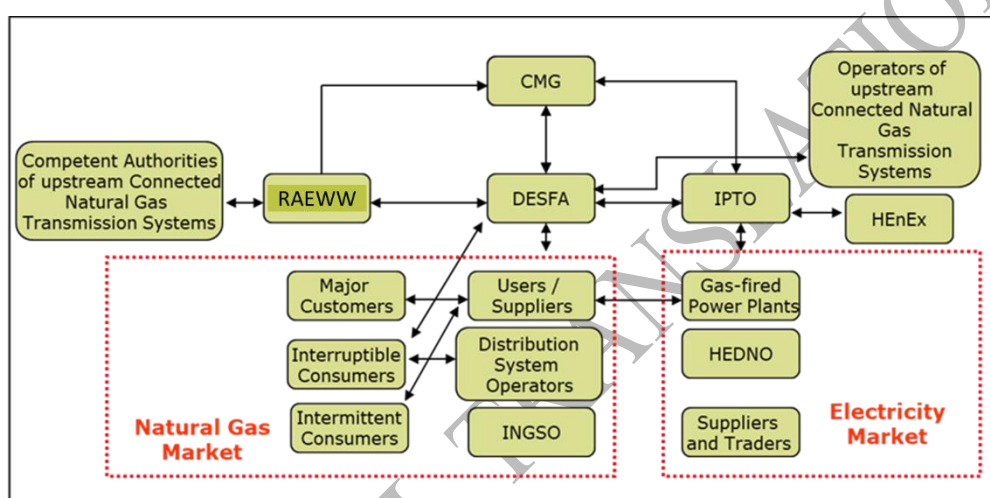 CMG
Operators of
upstream
Connected Natural
Gas
Transmission
Systems
Competent Authorities
of upstream Connected
Natural Gas
Transmission Systems
RAEWW
DESFA
IPTO
HEnEx
Major
Customers
Users /
Suppliers
Gas-fired
Power Plants
Interruptible
Consumers
Distribution
System
Operators
HEDNO
Intermittent
Consumers
INGSO
Suppliers
and Traders
Natural Gas
Market
Electricity
Market
TRANSLATION